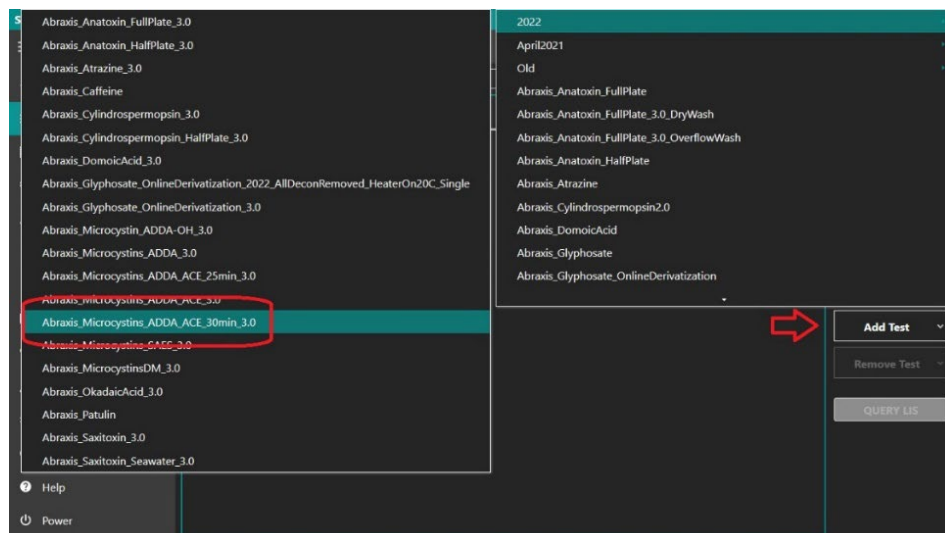 S
Abraxis_Anatoxin_FullPlate_3.0
Abraxis_Anatoxin_HalfPlate_3.0
Abraxis_Atrazine_3.0
Abraxis_Caffeine
Abraxis_Cylindrospermopsin_3.0
Abraxis_Cylindrospermopsin_HalfPlate_3.0
Abraxis_DomoicAcid_3.0
Abraxis_Glyphosate_OnlineDerivatization_2022_AllDeconRemoved_HeaterOn20C_Single
Abraxis_Glyphosate_OnlineDerivatization_3.0
Abraxis_Microcystin_ADDA-OH_3.0
Abraxis_Microcystins_ADDA_3.0
Abraxis_Microcystins_ADDA_ACE_25min_3.0
Abraxis_Microcystins_ADDA_ACE_3.0
Abraxis_Microcystins_ADDA_ACE_30min_3.0
Abraxis_Microcystins_SAES_3.0
Abraxis_MicrocystinsDM_3.0
Abraxis_OkadaicAcid_3.0
Abraxis_Patulin
Abraxis_Saxitoxin_3.0
Abraxis_Saxitoxin_Seawater_3.0
Help
Power
2022
April2021
Old
Abraxis_Anatoxin_FullPlate
Abraxis_Anatoxin_FullPlate_3.0_DryWash
Abraxis_Anatoxin_FullPlate_3.0_OverflowWash
Abraxis_Anatoxin_HalfPlate
Abraxis_Atrazine
Abraxis_Cylindrospermopsin2.0
Abraxis_DomoicAcid
Abraxis_Glyphosate
Abraxis_Glyphosate_OnlineDerivatization
Add Test
Remove Test
QUERY LIS